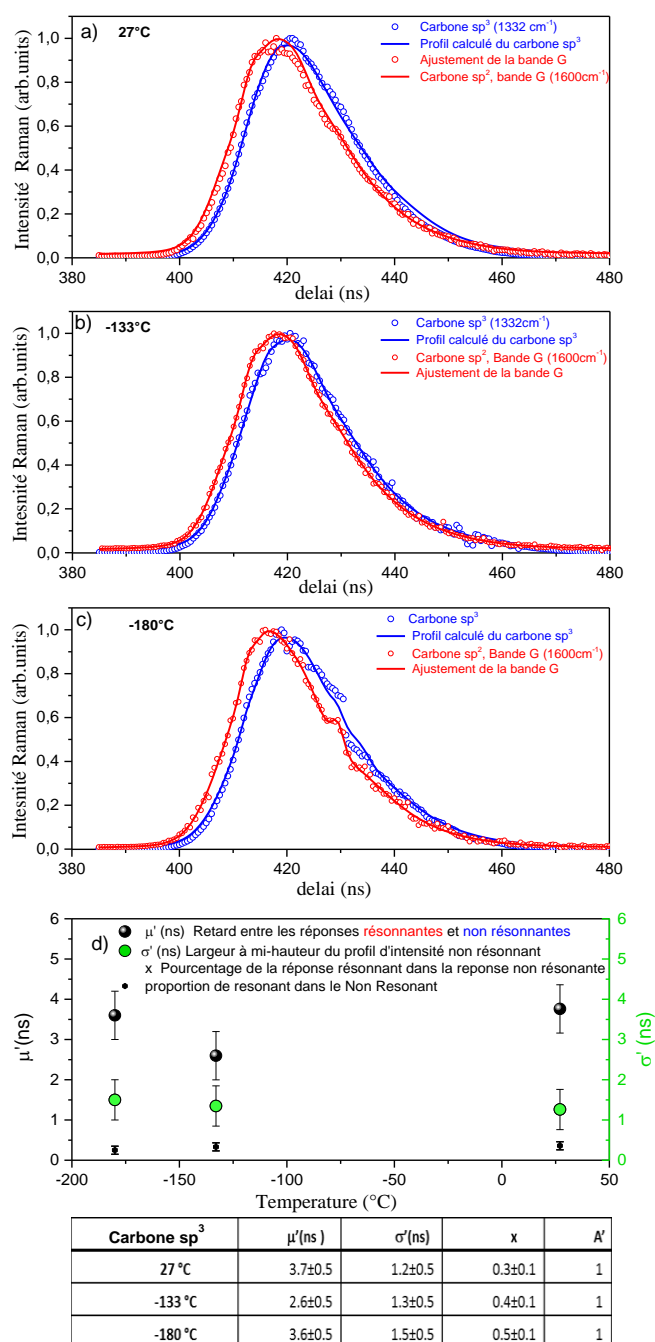 a)
27°C
Carbone sp³ (1332 cm⁻¹)
Profil calculé du carbone sp³
Ajustement de la bande G
Carbone sp², bande G (1600cm⁻¹)
Intensité Raman (arb.units)
1,0
0,8
0,6
0,4
0,2
0,0
380 400 420 440 460 480
delai (ns)
b)
-133°C
Carbone sp³ (1332cm⁻¹)
Profil calculé du carbone sp³
Carbone sp², Bande G (1600cm⁻¹)
Ajustement de la bande G
Intesnité Raman (arb.units)
1,0
0,8
0,6
0,4
0,2
0,0
380 400 420 440 460 480
delai (ns)
c)
-180°C
Carbone sp³
Profil calculé du carbone sp³
Carbone sp², Bande G (1600cm⁻¹)
Ajustement de la bande G
Intesnité Raman (arb.units)
1,0
0,8
0,6
0,4
0,2
0,0
380 400 420 440 460 480
delai (ns)
d)
μ' (ns) Retard entre les réponses résonnantes et non résonnantes
σ' (ns) Largeur à mi-hauteur du profil d'intensité non résonnant
x Pourcentage de la réponse résonnant dans la reponse non résonante
proportion de resonant dans le Non Resonant
μ'(ns)
6
5
4
3
2
1
0
σ' (ns)
6
5
4
3
2
1
0
-200 -150 -100 -50 0 50
Temperature (°C)
Carbone sp³ μ'(ns ) σ'(ns) x A'
27 °C 3.7±0.5 1.2±0.5 0.3±0.1 1
-133 °C 2.6±0.5 1.3±0.5 0.4±0.1 1
-180 °C 3.6±0.5 1.5±0.5 0.5±0.1 1